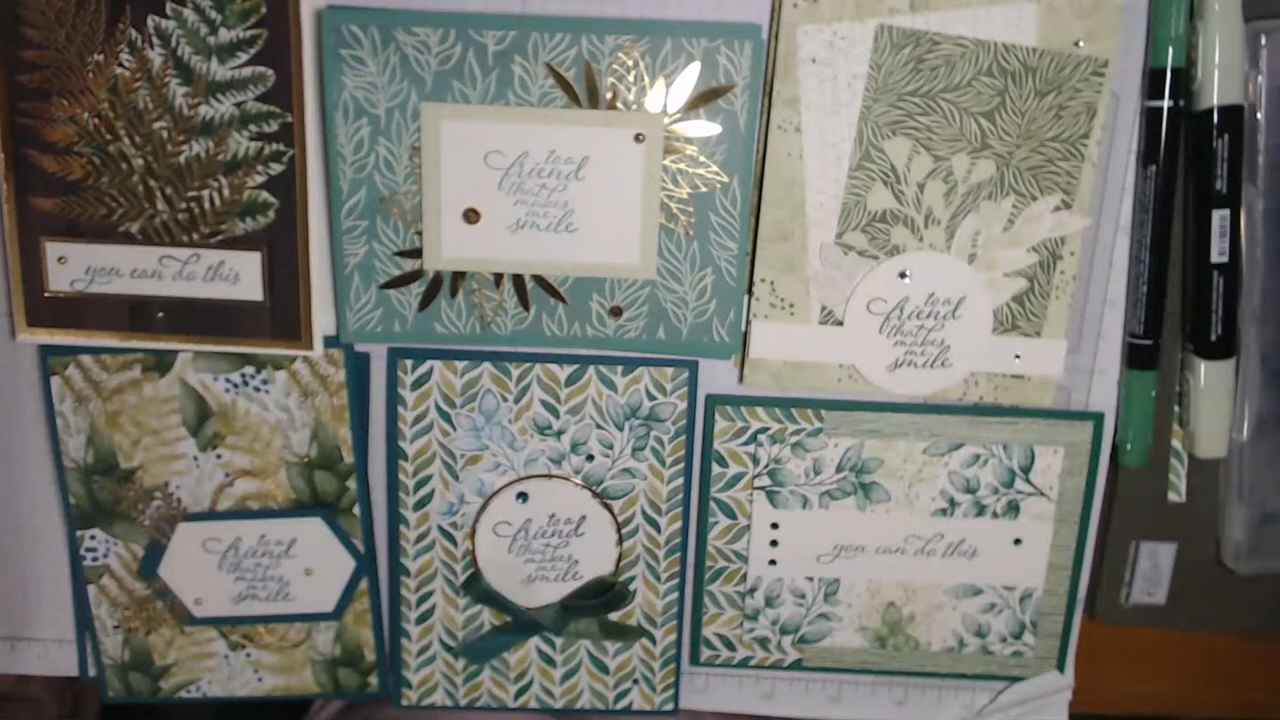 to a
friend
that
makes
me
smile
you can do this
to a
friend
that
makes
me
smile
to a
friend
that
makes
me
smile
to a
friend
that
makes
me
smile
you can do this